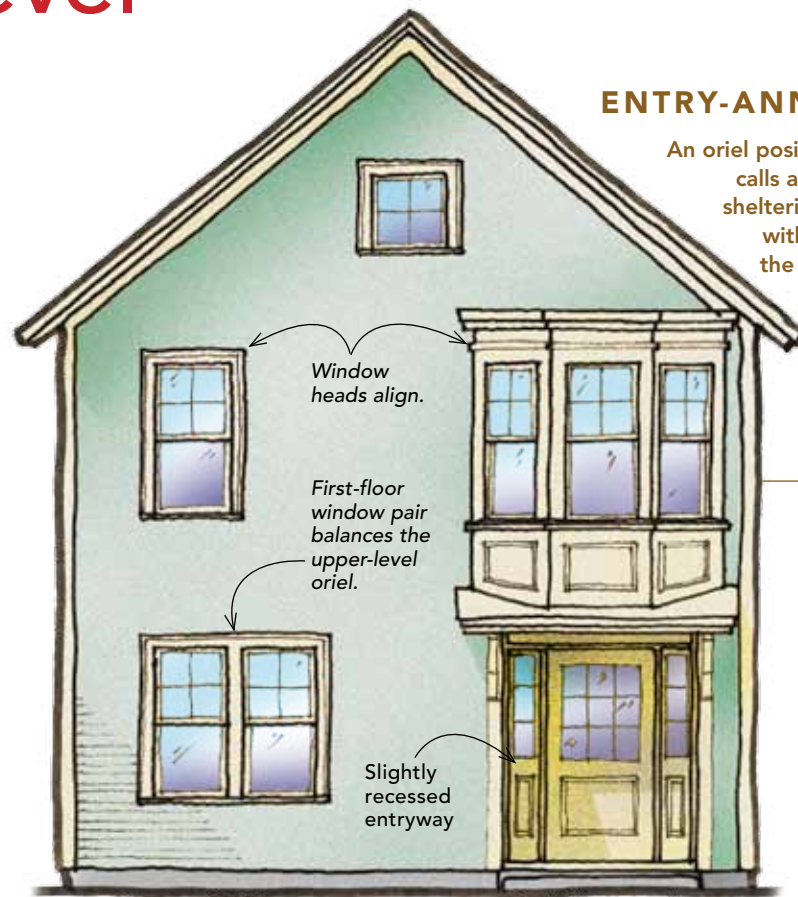 ENTRY-ANN
An oriel posi
calls a
shelteri
with
the
Window
heads align.
First-floor
window pair
balances the
upper-level
oriel.
Slightly
recessed
entryway